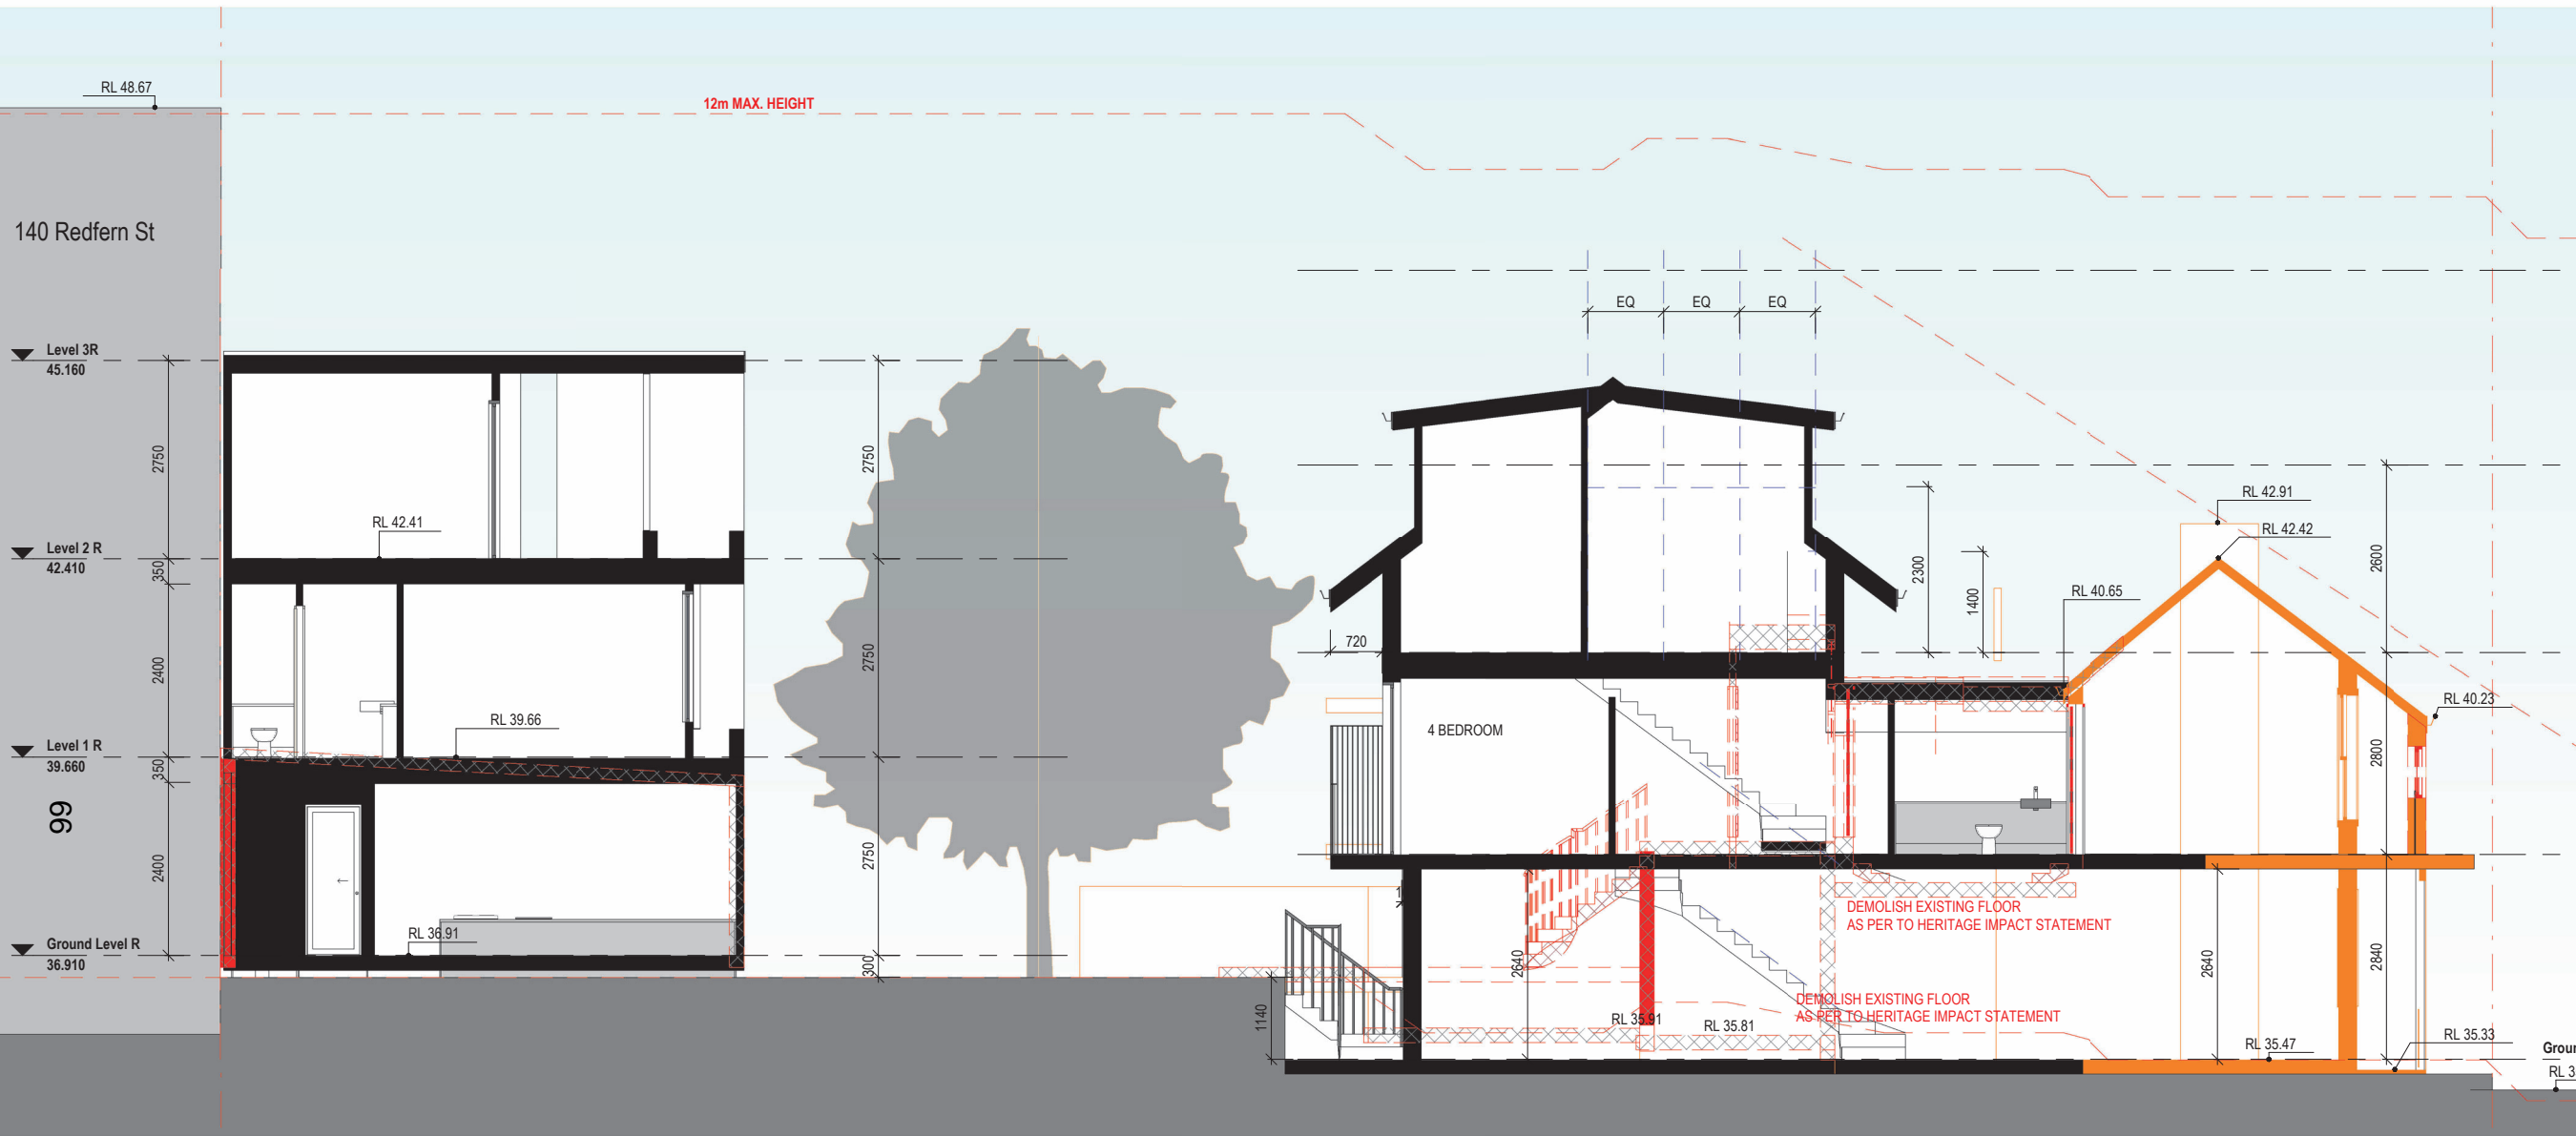 RL 48.67
12m MAX. HEIGHT
140 Redfern St
EQ
EQ
EQ
Level 3R
45.160
2750
2750
RL 42.41
Level 2 R
42.410
350
2400
2750
RL 39.66
Level 1 R
39.660
350
99
2400
2750
RL 36.91
Ground Level R
36.910
300
720
2300
1400
RL 42.91
RL 42.42
2600
RL 40.65
RL 40.23
4 BEDROOM
2800
DEMOLISH EXISTING FLOOR
AS PER TO HERITAGE IMPACT STATEMENT
2640
2640
2840
DEMOLISH EXISTING FLOOR
AS PER TO HERITAGE IMPACT STATEMENT
1140
RL 35.91
RL 35.81
RL 35.47
RL 35.33